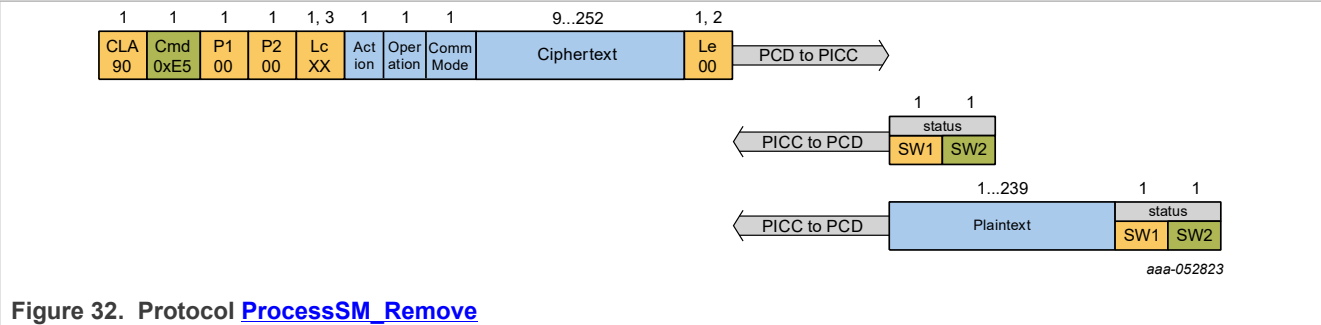 1 1 1 1 1, 3 1 1 1 9...252 1, 2
CLA Cmd P1 P2 Lc Act Oper Comm Ciphertext Le
90 0xE5 00 00 XX ion ation Mode 00
PCD to PICC
1 1
status
PICC to PCD SW1 SW2
1...239 1 1
Plaintext status
PICC to PCD SW1 SW2
aaa-052823
Figure 32. Protocol ProcessSM_Remove